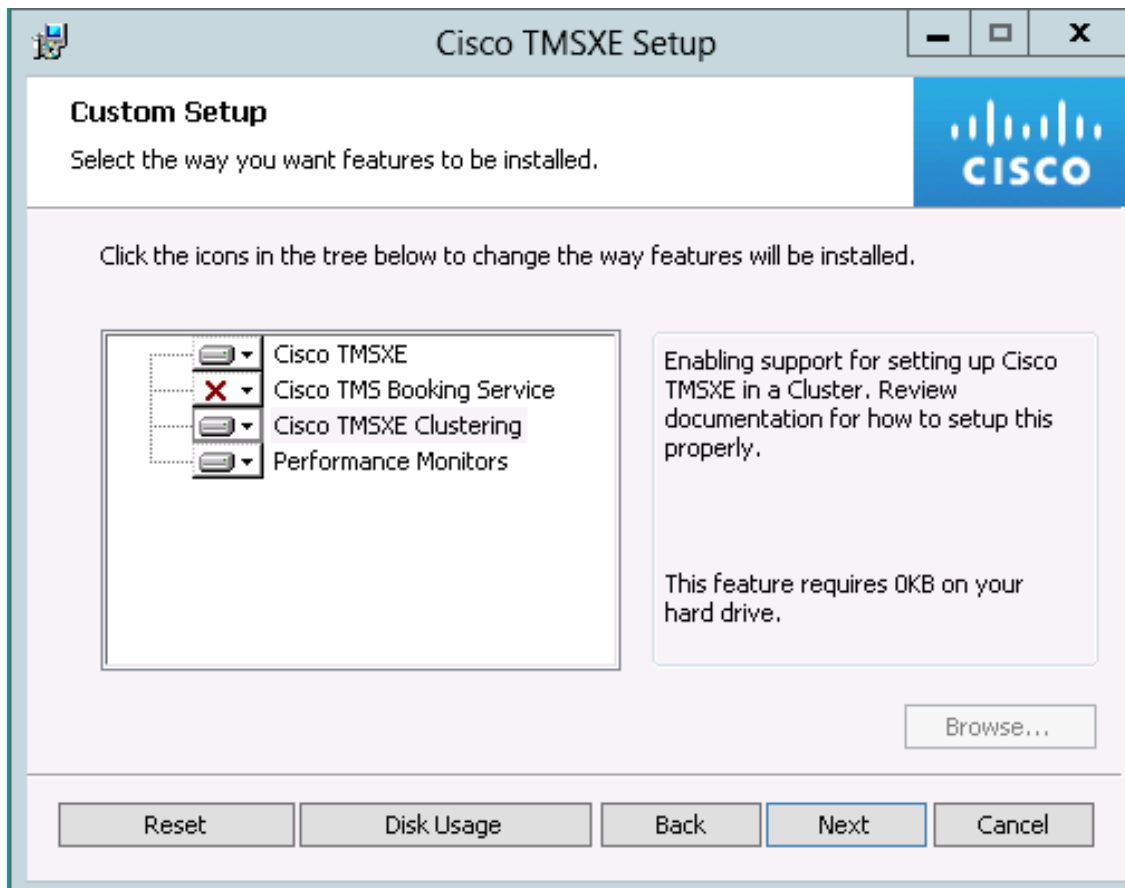 Cisco TMSXE Setup
Custom Setup
Select the way you want features to be installed.
CISCO
Click the icons in the tree below to change the way features will be installed.
Cisco TMSXE
Cisco TMS Booking Service
Cisco TMSXE Clustering
Performance Monitors
Enabling support for setting up Cisco
TMSXE in a Cluster. Review
documentation for how to setup this
properly.
This feature requires 0KB on your
hard drive.
Browse...
Reset
Disk Usage
Back
Next
Cancel